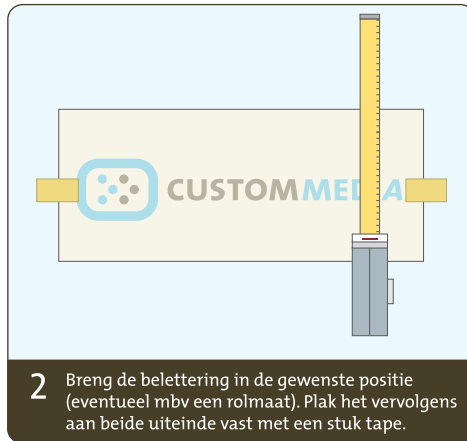 CUSTOMMEDIA
2 Breng de belettering in de gewenste positie
(eventueel mbv een rolmaat). Plak het vervolgens
aan beide uiteinde vast met een stuk tape.